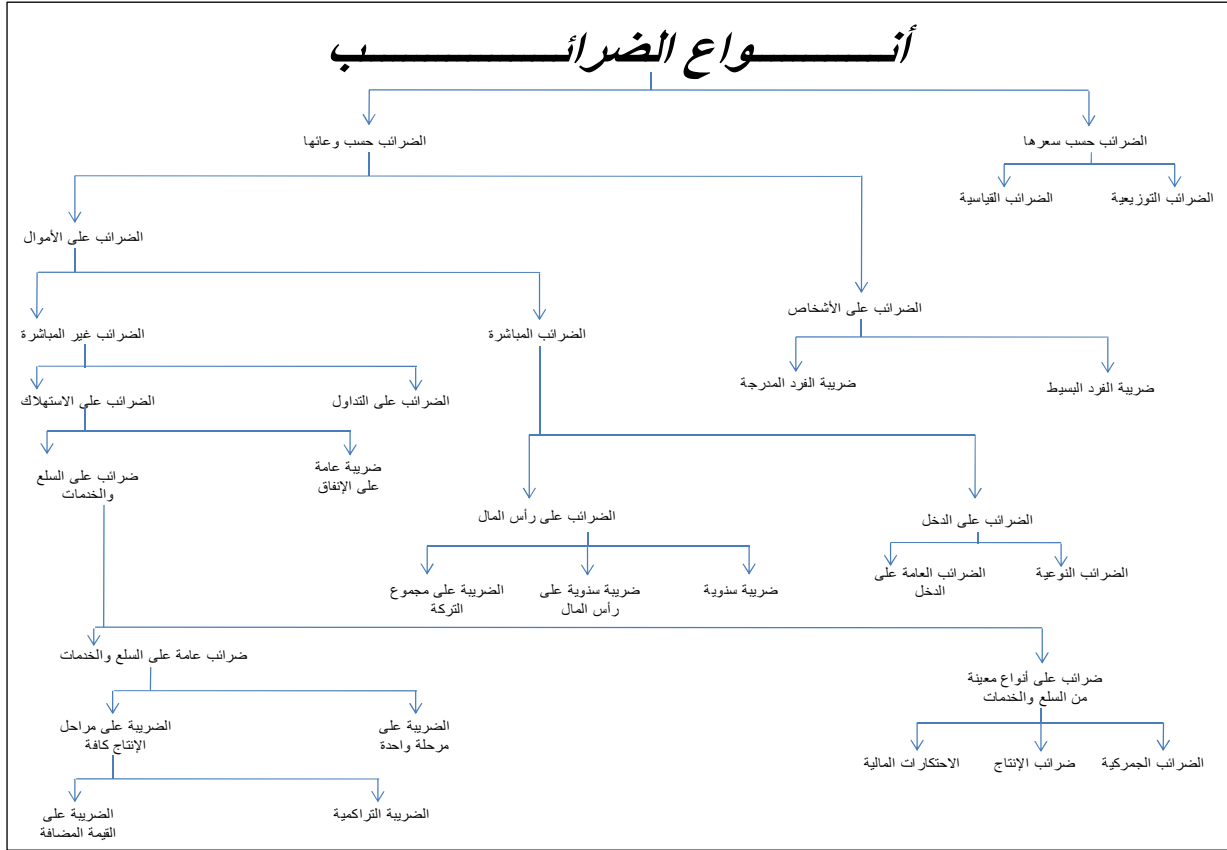 أنـــــواع الضرائـــــــب
الضرائب حسب سعرها
الضرائب حسب وعائها
الضرائب التوزيعية
الضرائب القياسية
الضرائب على الأموال
الضرائب على الأشخاص
الضرائب المباشرة
الضرائب غير المباشرة
ضريبة الفرد البسيط
ضريبة الفرد المدرجة
الضرائب على التداول
الضرائب على الاستهلاك
ضريبة عامة
على الإنفاق
ضرائب على السلع
والخدمات
الضرائب على الدخل
الضرائب على رأس المال
الضرائب النوعية
الضرائب العامة على
الدخل
ضريبة سنوية
ضريبة سنوية على
رأس المال
الضريبة على مجموع
التركة
ضرائب عامة على السلع والخدمات
ضرائب على أنواع معينة
من السلع والخدمات
الضريبة على
مرحلة واحدة
الضريبة على مراحل
الإنتاج كافة
الضرائب الجمركية
ضرائب الإنتاج
الاحتكارات المالية
الضريبة التراكمية
الضريبة على
القيمة المضافة